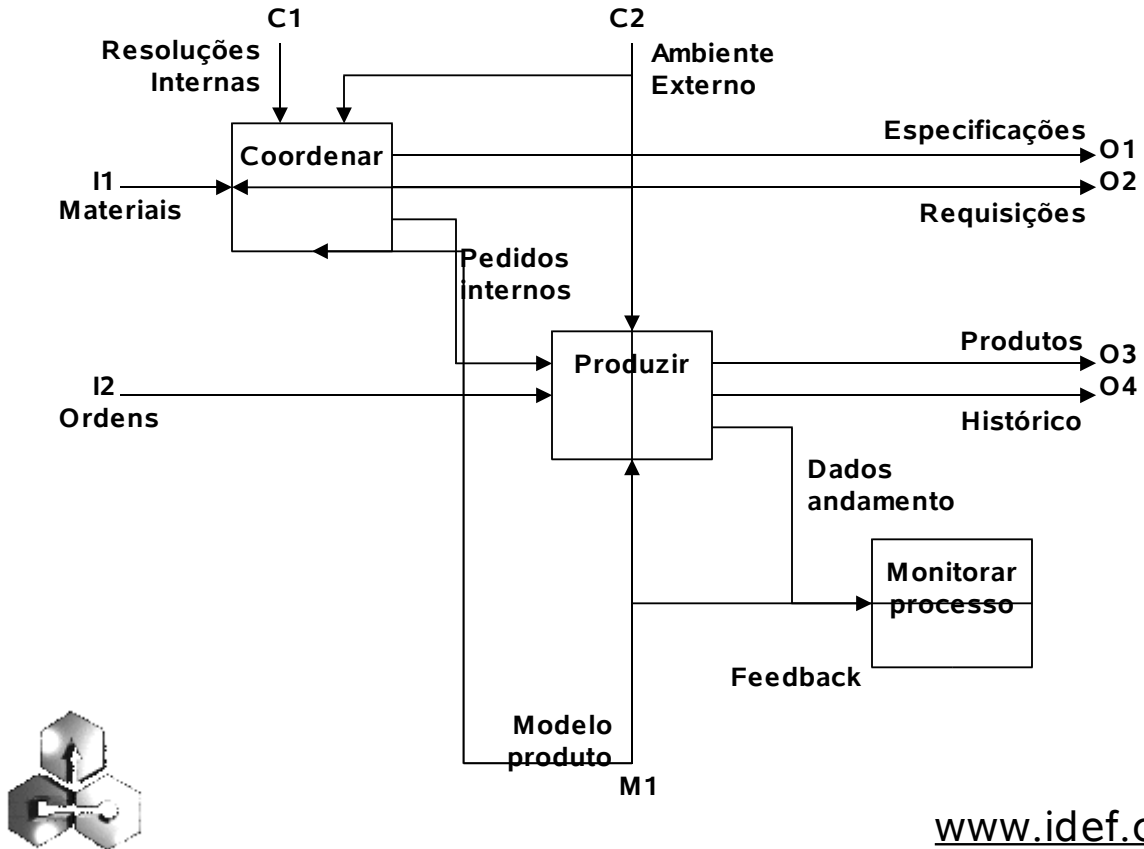 C1
C2
Resoluções
Internas
Ambiente
Externo
Especificações
O1
Coordenar
I1
O2
Materiais
Requisições
Pedidos
internos
Produtos
O3
Produzir
I2
O4
Ordens
Histórico
Dados
andamento
Monitorar
processo
Feedback
Modelo
produto
M1
www.idef.c